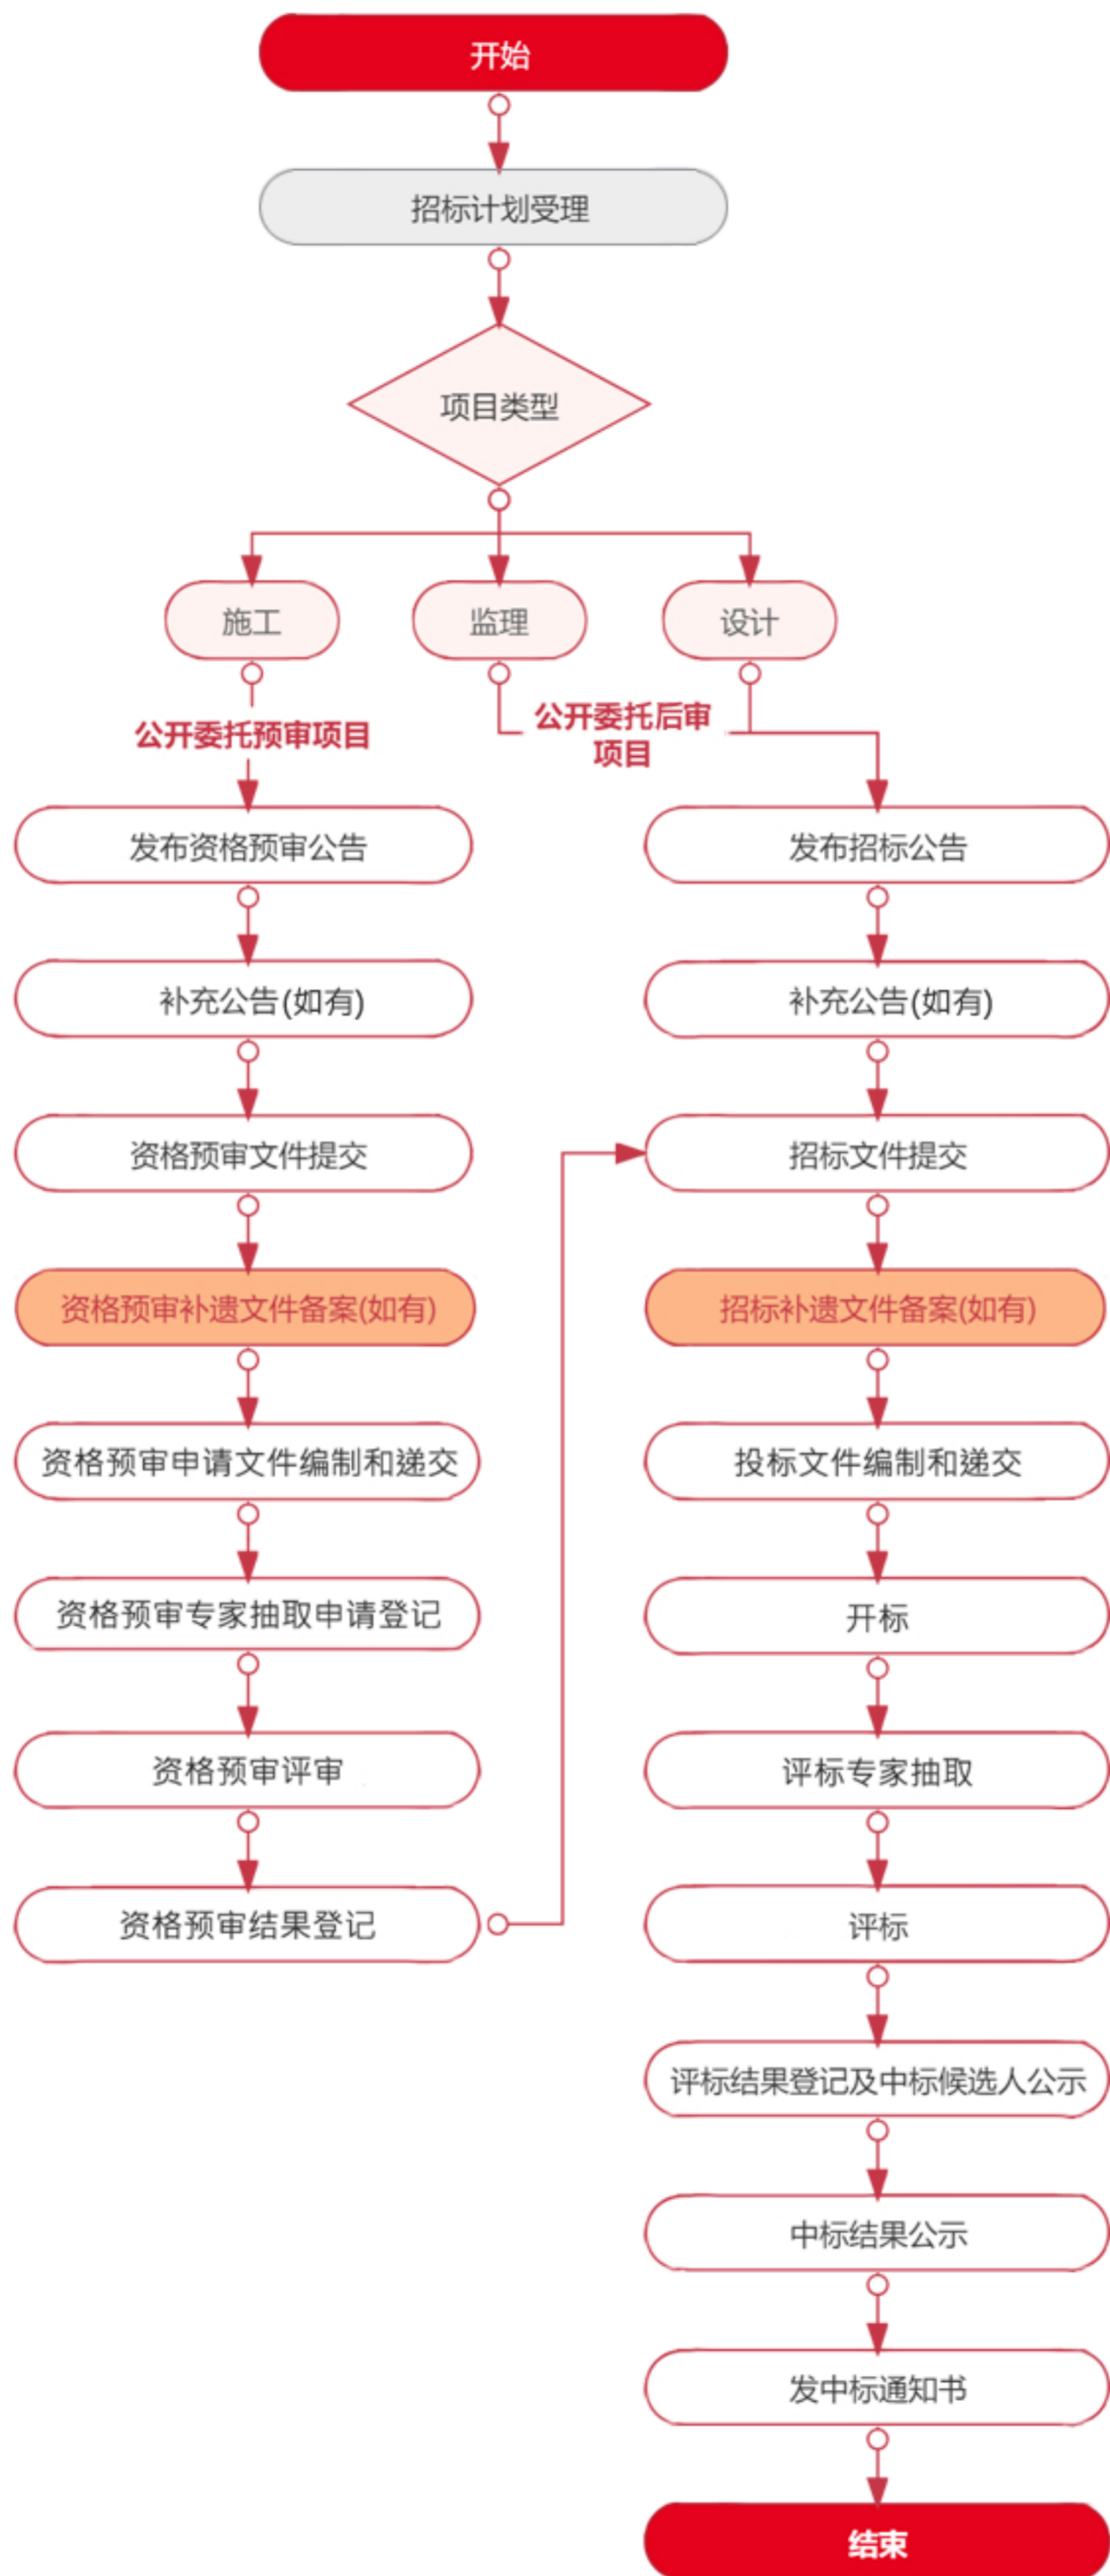 开始
招标计划受理
项目类型
施工
监理
设计
公开委托预审项目
公开委托后审
项目
发布资格预审公告
补充公告(如有)
资格预审文件提交
资格预审补遗文件备案(如有)
资格预审申请文件编制和递交
资格预审专家抽取申请登记
资格预审评审
资格预审结果登记
发布招标公告
补充公告(如有)
招标文件提交
招标补遗文件备案(如有)
投标文件编制和递交
开标
评标专家抽取
评标
评标结果登记及中标候选人公示
中标结果公示
发中标通知书
结束